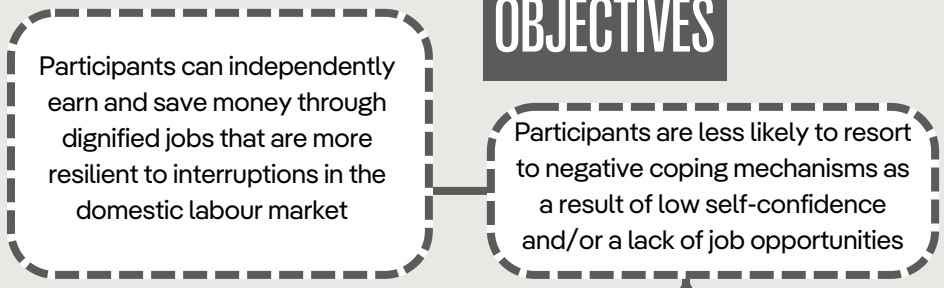 OBJECTIVES
Participants can independently
earn and save money through
dignified jobs that are more
resilient to interruptions in the
domestic labour market
Participants are less likely to resort
to negative coping mechanisms as
a result of low self-confidence
and/or a lack of job opportunities